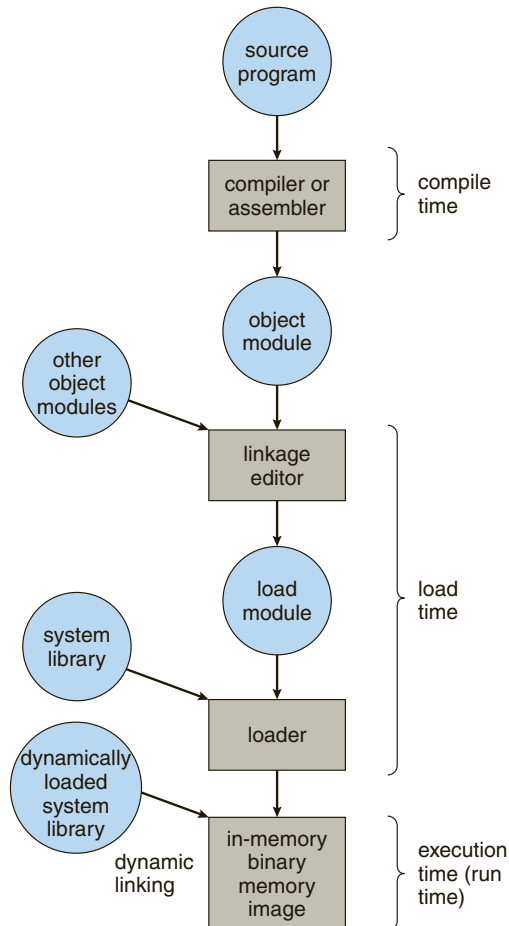 source
program
compiler or
assembler
compile
time
object
module
other
object
modules
linkage
editor
load
module
load
time
system
library
loader
dynamically
loaded
system
library
dynamic
linking
in-memory
binary
memory
image
execution
time (run
time)